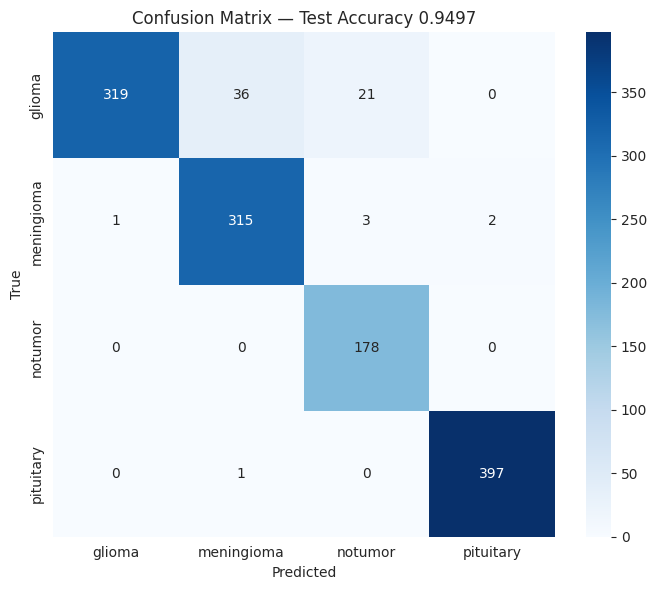 Confusion Matrix — Test Accuracy 0.9497
glioma 319 36 21 0
meningioma 1 315 3 2
notumor 0 0 178 0
pituitary 0 1 0 397
glioma meningioma notumor pituitary
Predicted
True
350
300
250
200
150
100
50
0